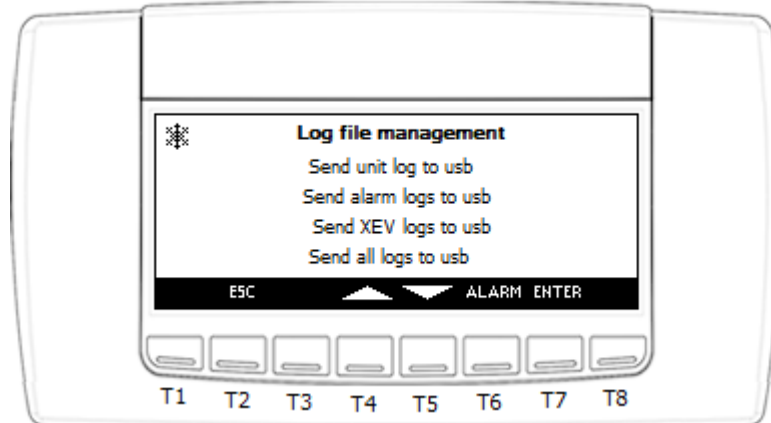 Log file management
Send unit log to usb
Send alarm logs to usb
Send XEV logs to usb
Send all logs to usb
ESC ALARM ENTER
T1 T2 T3 T4 T5 T6 T7 T8